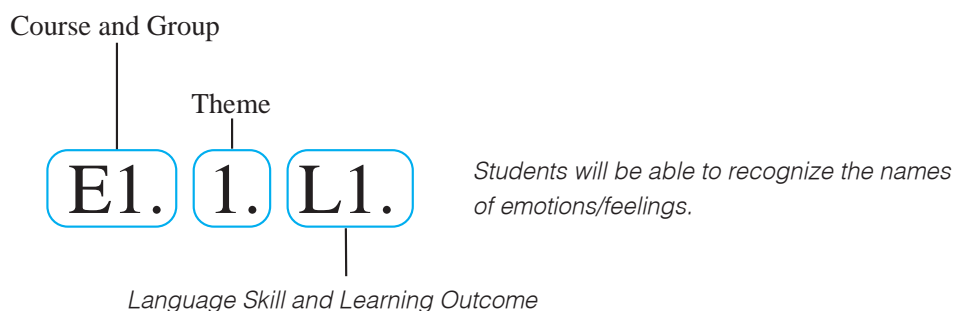 Course and Group
Theme
E1. 1. L1.
Students will be able to recognize the names
of emotions/feelings.
Language Skill and Learning Outcome